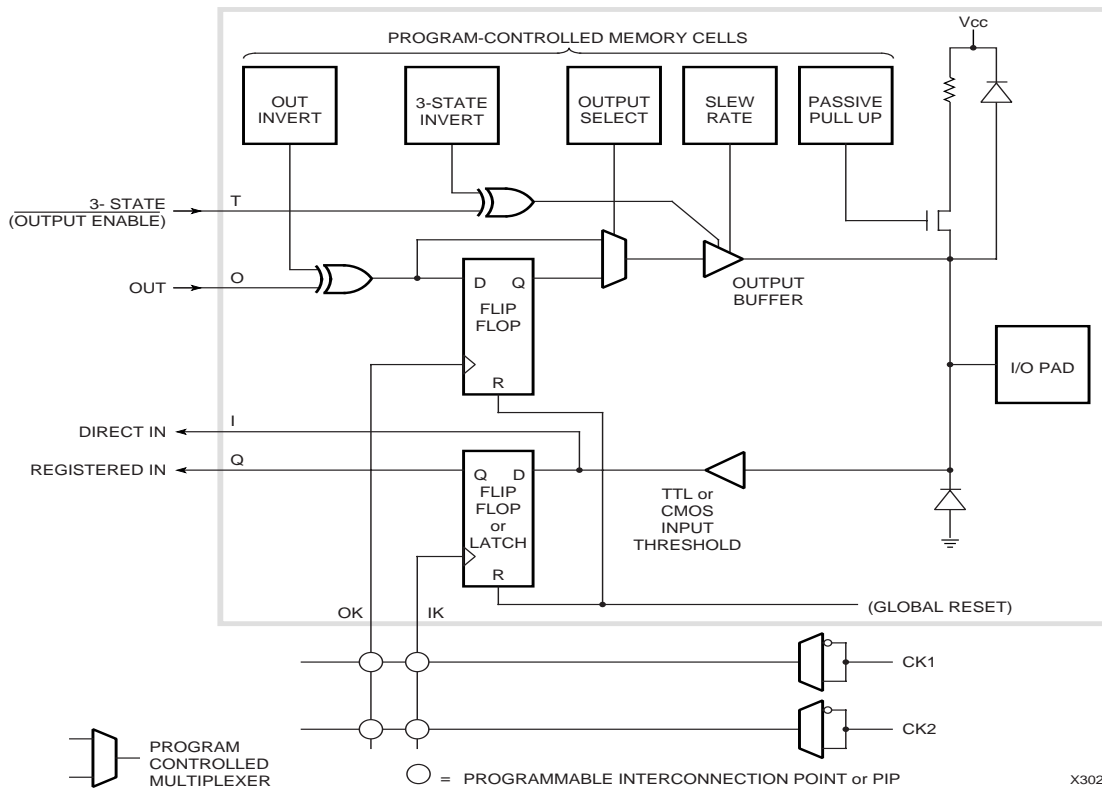 Vcc
PROGRAM-CONTROLLED MEMORY CELLS
OUT
INVERT
3-STATE
INVERT
OUTPUT
SELECT
SLEW
RATE
PASSIVE
PULL UP
3- STATE
(OUTPUT ENABLE)
T
OUT
O
D
Q
FLIP
FLOP
R
OUTPUT
BUFFER
I/O PAD
DIRECT IN
I
REGISTERED IN
Q
Q
D
FLIP
FLOP
or
LATCH
R
TTL or
CMOS
INPUT
THRESHOLD
OK
IK
(GLOBAL RESET)
CK1
CK2
PROGRAM
CONTROLLED
MULTIPLEXER
= PROGRAMMABLE INTERCONNECTION POINT or PIP
X302